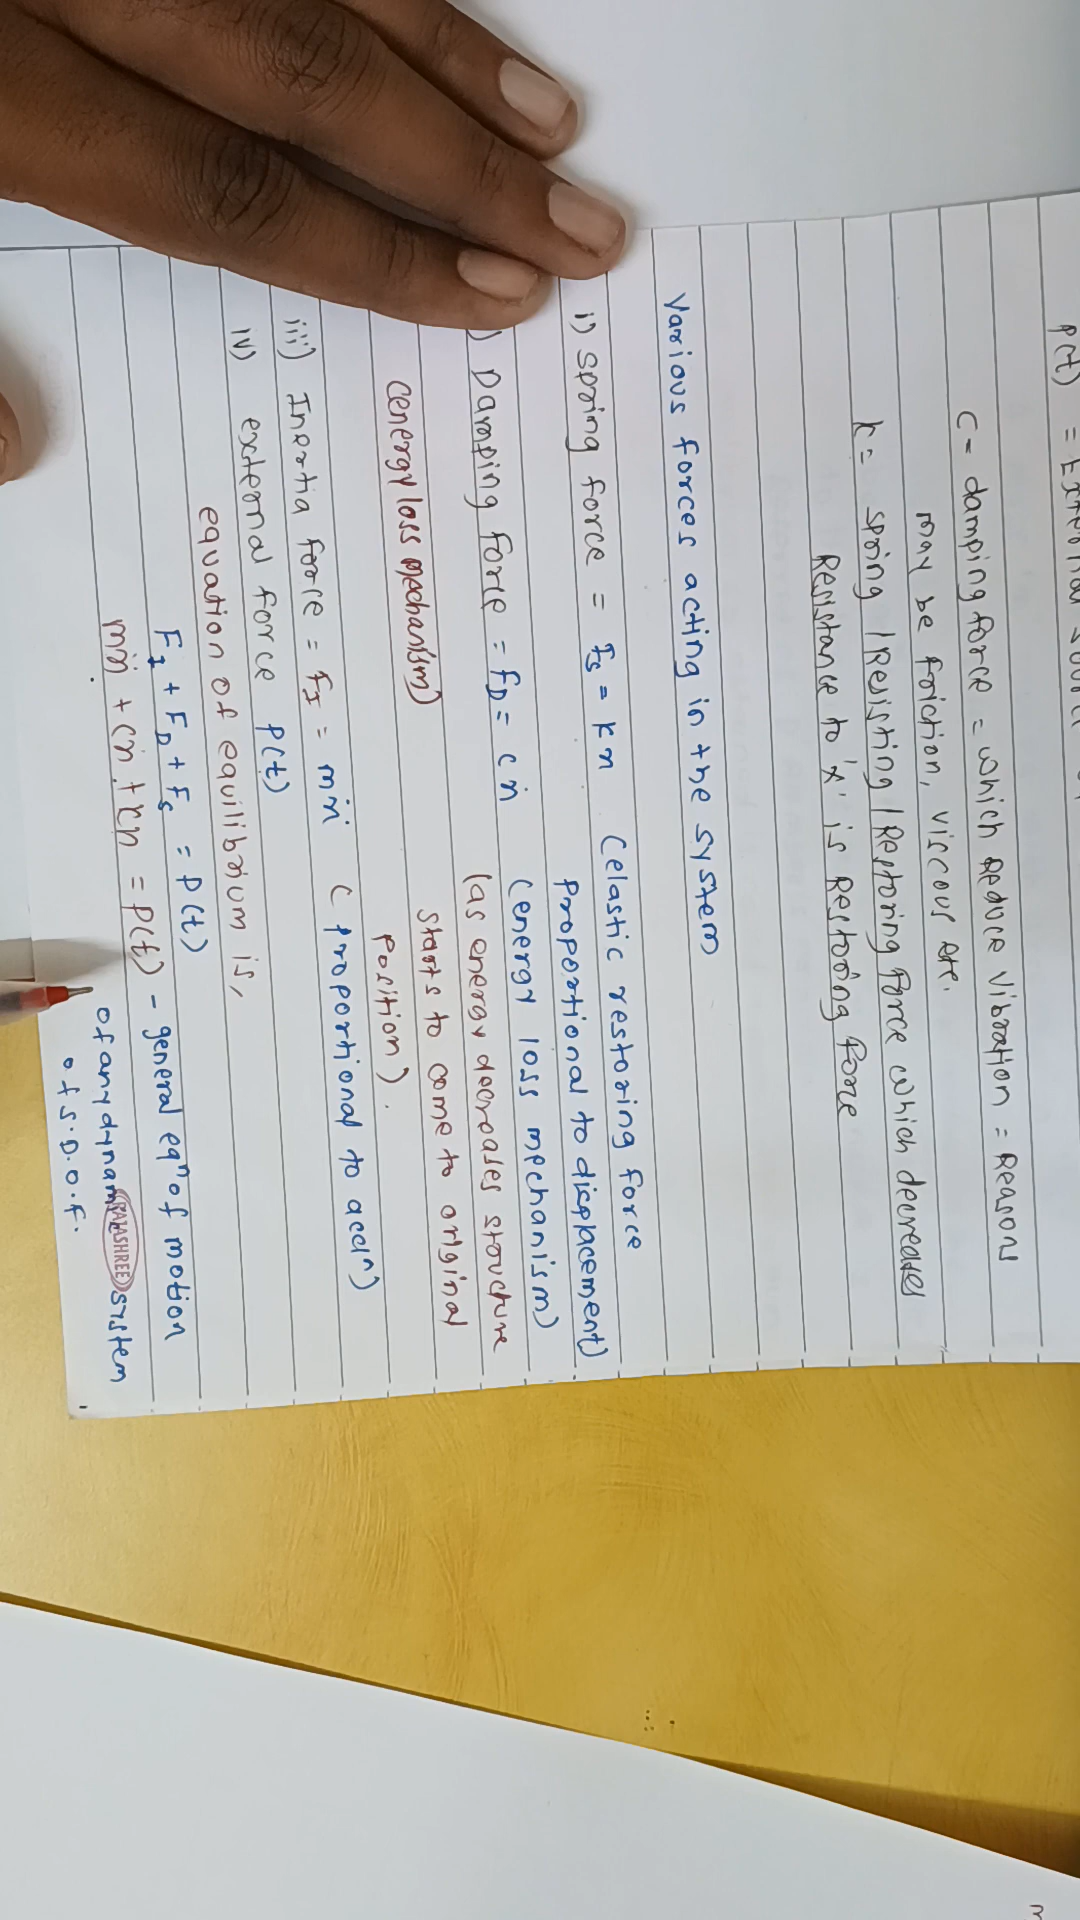 P(t) = External
C = damping force = which Reduce vibration = Reasons
may be friction, viscous etc.
k = spring / Resisting / Restoring force which decreases
Resistance to 'x' is Restoring force
Various forces acting in the system
i) Spring force = Fs = kx (elastic restoring force
proportional to displacement)
) Damping force = fD = cẋ (energy loss mechanism)
(energy loss mechanism) (as energy decreases structure
starts to come to original
position).
iii) Inertia force = fI = mẍ (proportional to accln)
iv) external force P(t)
equation of equilibrium is,
FI + FD + Fs = P(t)
mẍ + cẋ + kx = P(t) - general eqn of motion
of any dynamic system
of S.D.O.F.
RAJASHREE